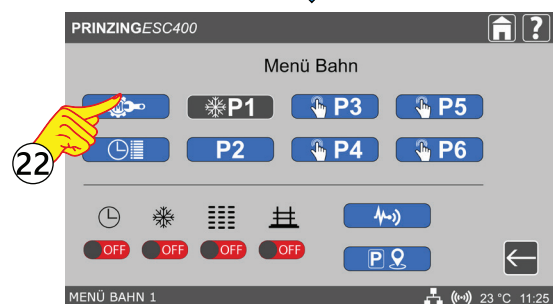 PRINZINGESC400 ?
Menü Bahn
P1 P3 P5
22
P2 P4 P6
OFF OFF OFF OFF
P
MENÜ BAHN 1 23 °C 11:25